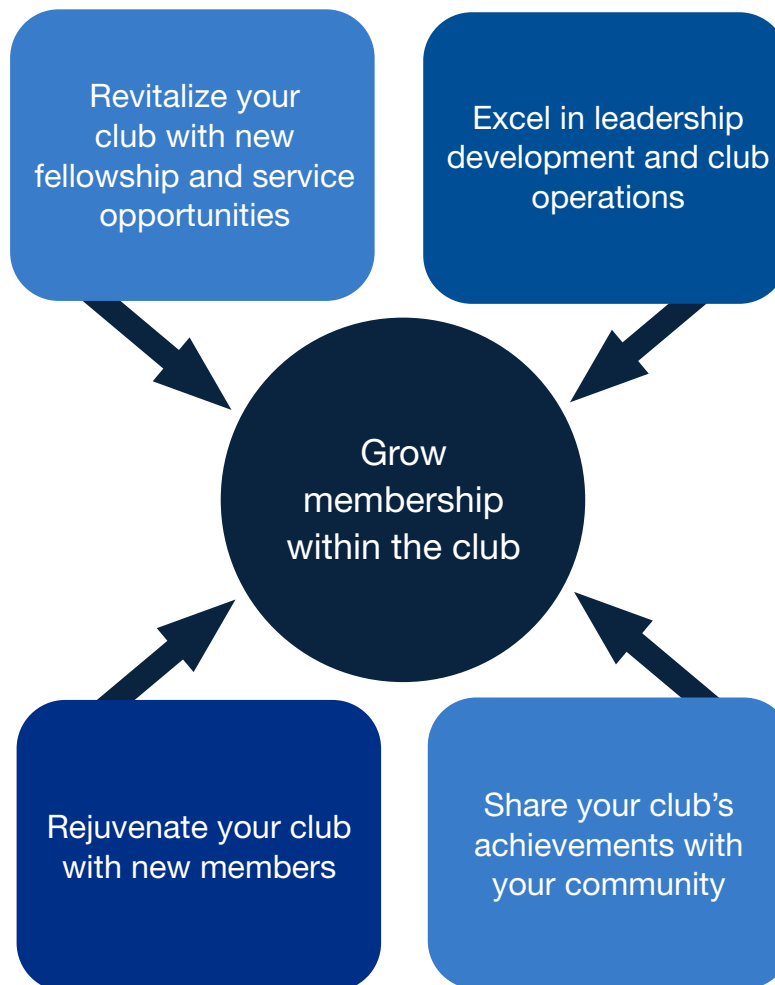 Revitalize your
club with new
fellowship and service
opportunities
Excel in leadership
development and club
operations
Grow
membership
within the club
Rejuvenate your club
with new members
Share your club’s
achievements with
your community